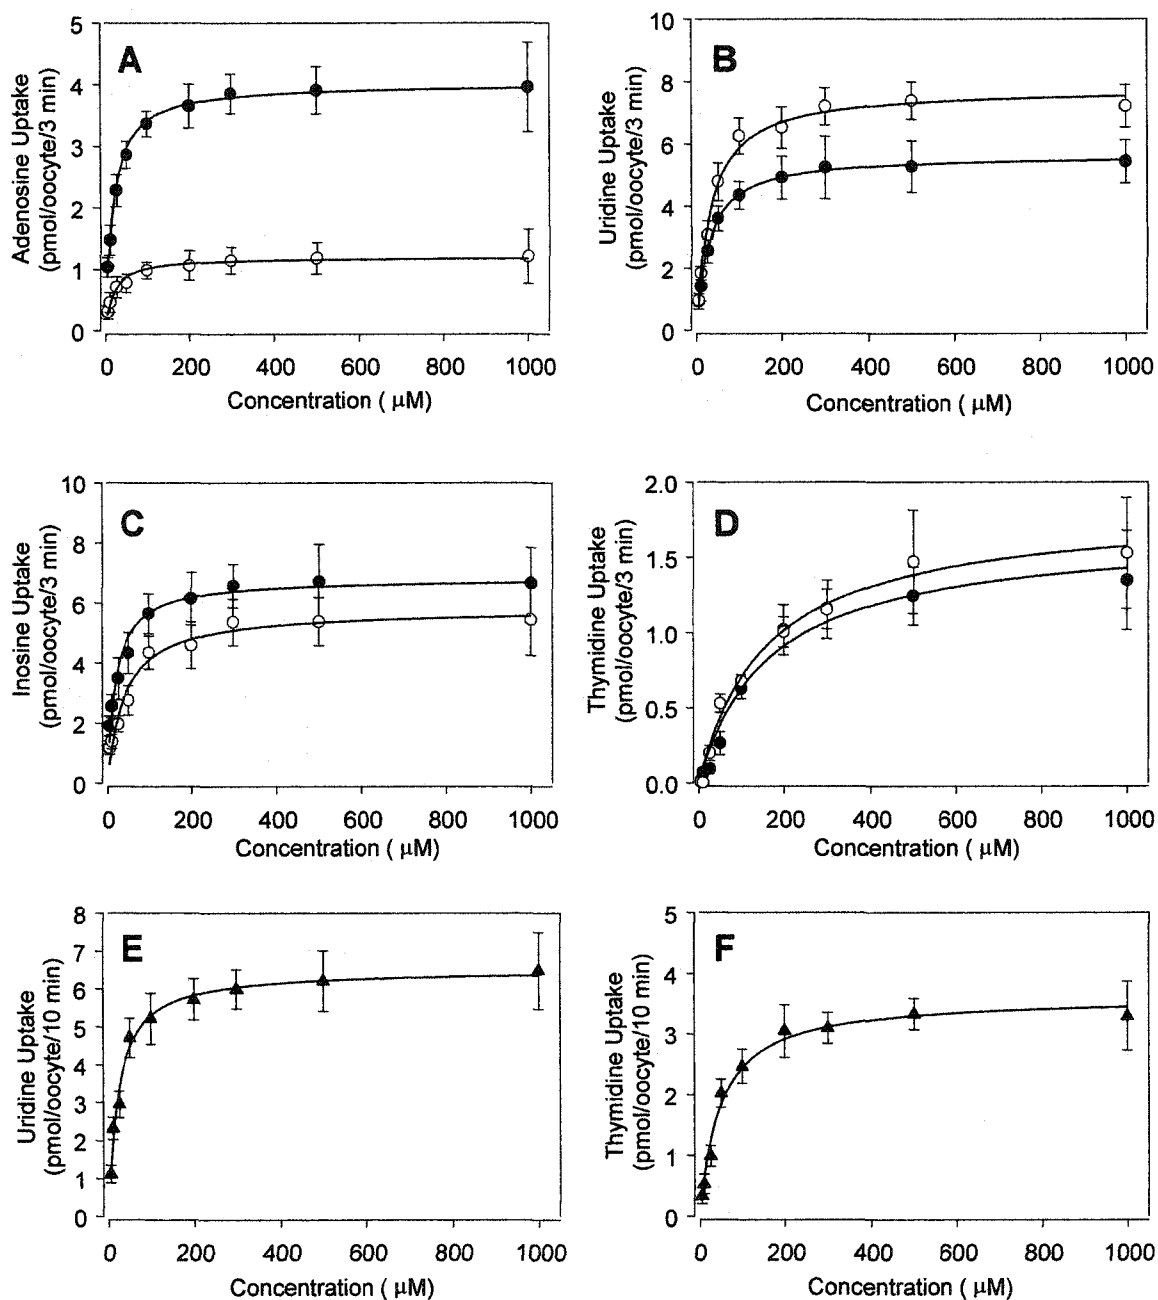 A
Adenosine Uptake
(pmol/oocyte/3 min)
5
4
3
2
1
0
0 200 400 600 800 1000
Concentration ( μM)
B
Uridine Uptake
(pmol/oocyte/3 min)
10
8
6
4
2
0
0 200 400 600 800 1000
Concentration ( μM)
C
Inosine Uptake
(pmol/oocyte/3 min)
10
8
6
4
2
0
0 200 400 600 800 1000
Concentration ( μM)
D
Thymidine Uptake
(pmol/oocyte/3 min)
2.0
1.5
1.0
0.5
0.0
0 200 400 600 800 1000
Concentration ( μM)
E
Uridine Uptake
(pmol/oocyte/10 min)
8
7
6
5
4
3
2
1
0
0 200 400 600 800 1000
Concentration ( μM)
F
Thymidine Uptake
(pmol/oocyte/10 min)
5
4
3
2
1
0
0 200 400 600 800 1000
Concentration ( μM)